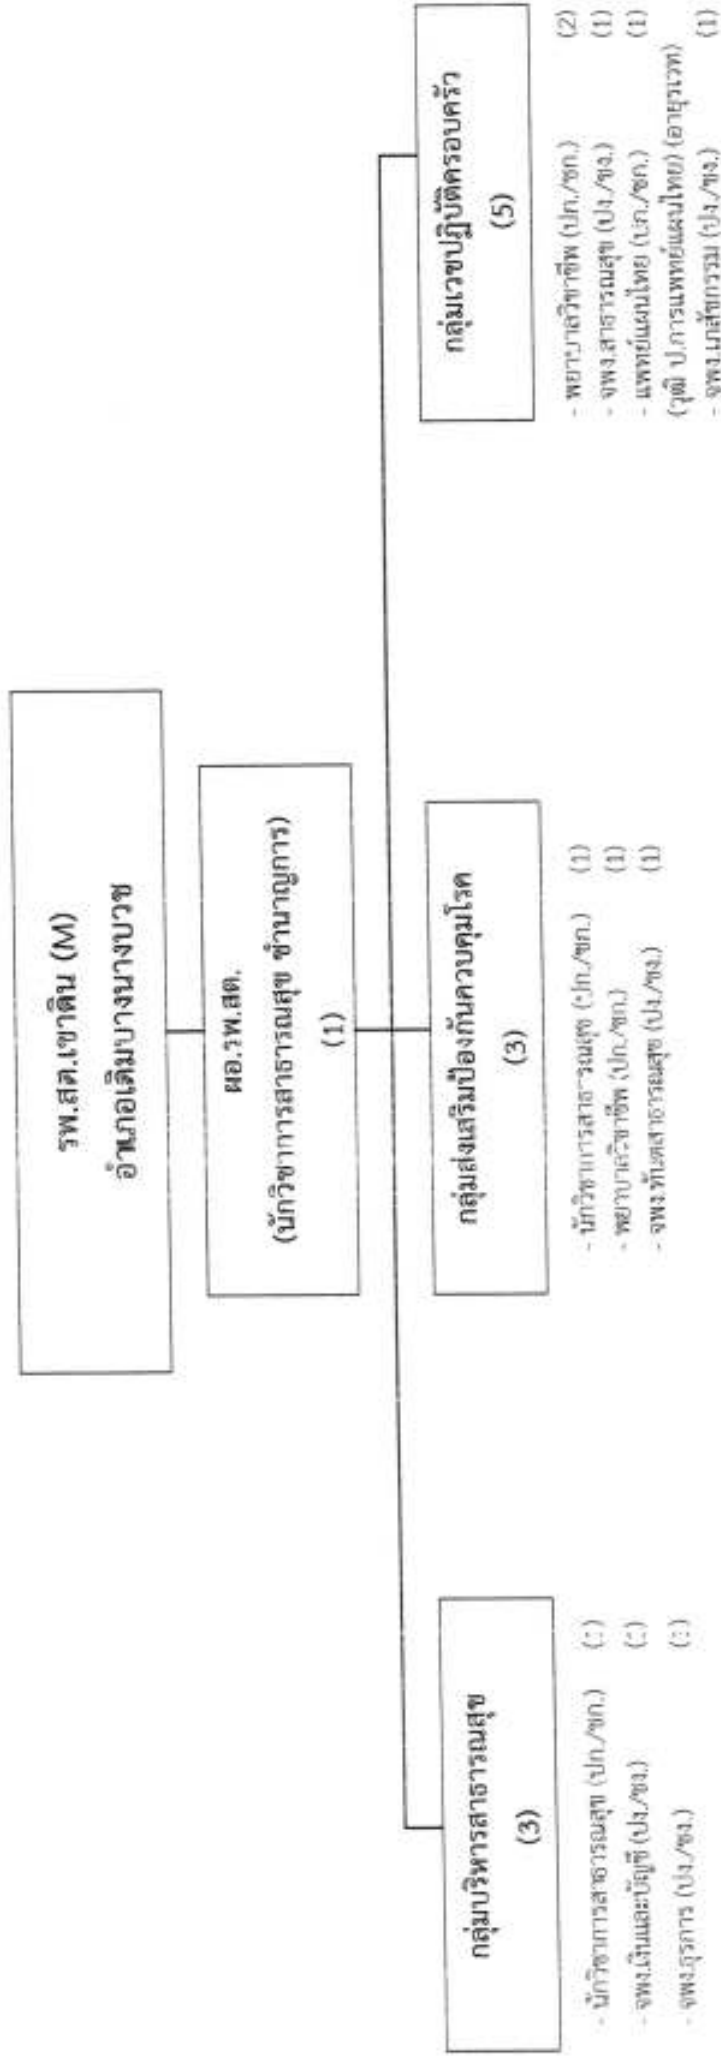 รพ.สต.เขาดิน (M)
อำเภอเดิมบางนางบวช
ผอ.รพ.สต.
(นักวิชาการสาธารณสุข ชำนาญการ)
(1)
กลุ่มบริหารสาธารณสุข
(3)
- นักวิชาการสาธารณสุข (ปก./ชก.)
- จพง.เงินและบัญชี (ปง./ชง.)
- จพง.ธุรการ (ปง./ชง.)
กลุ่มส่งเสริมป้องกันควบคุมโรค
(3)
- นักวิชาการสาธารณสุข (ปก./ชก.) (1)
- พยาบาลวิชาชีพ (ปก./ชก.) (1)
- จพง.ทันตสาธารณสุข (ปง./ชง.) (1)
กลุ่มเวชปฏิบัติครอบครัว
(5)
- พยาบาลวิชาชีพ (ปก./ชก.) (2)
- จพง.สาธารณสุข (ปง./ชง.) (1)
- แพทย์แผนไทย (ปก./ชก.) (1)
(วุฒิ ป.การแพทย์แผนไทย) (อายุรเวท)
- จพง.เภสัชกรรม (ปง./ชง.) (1)